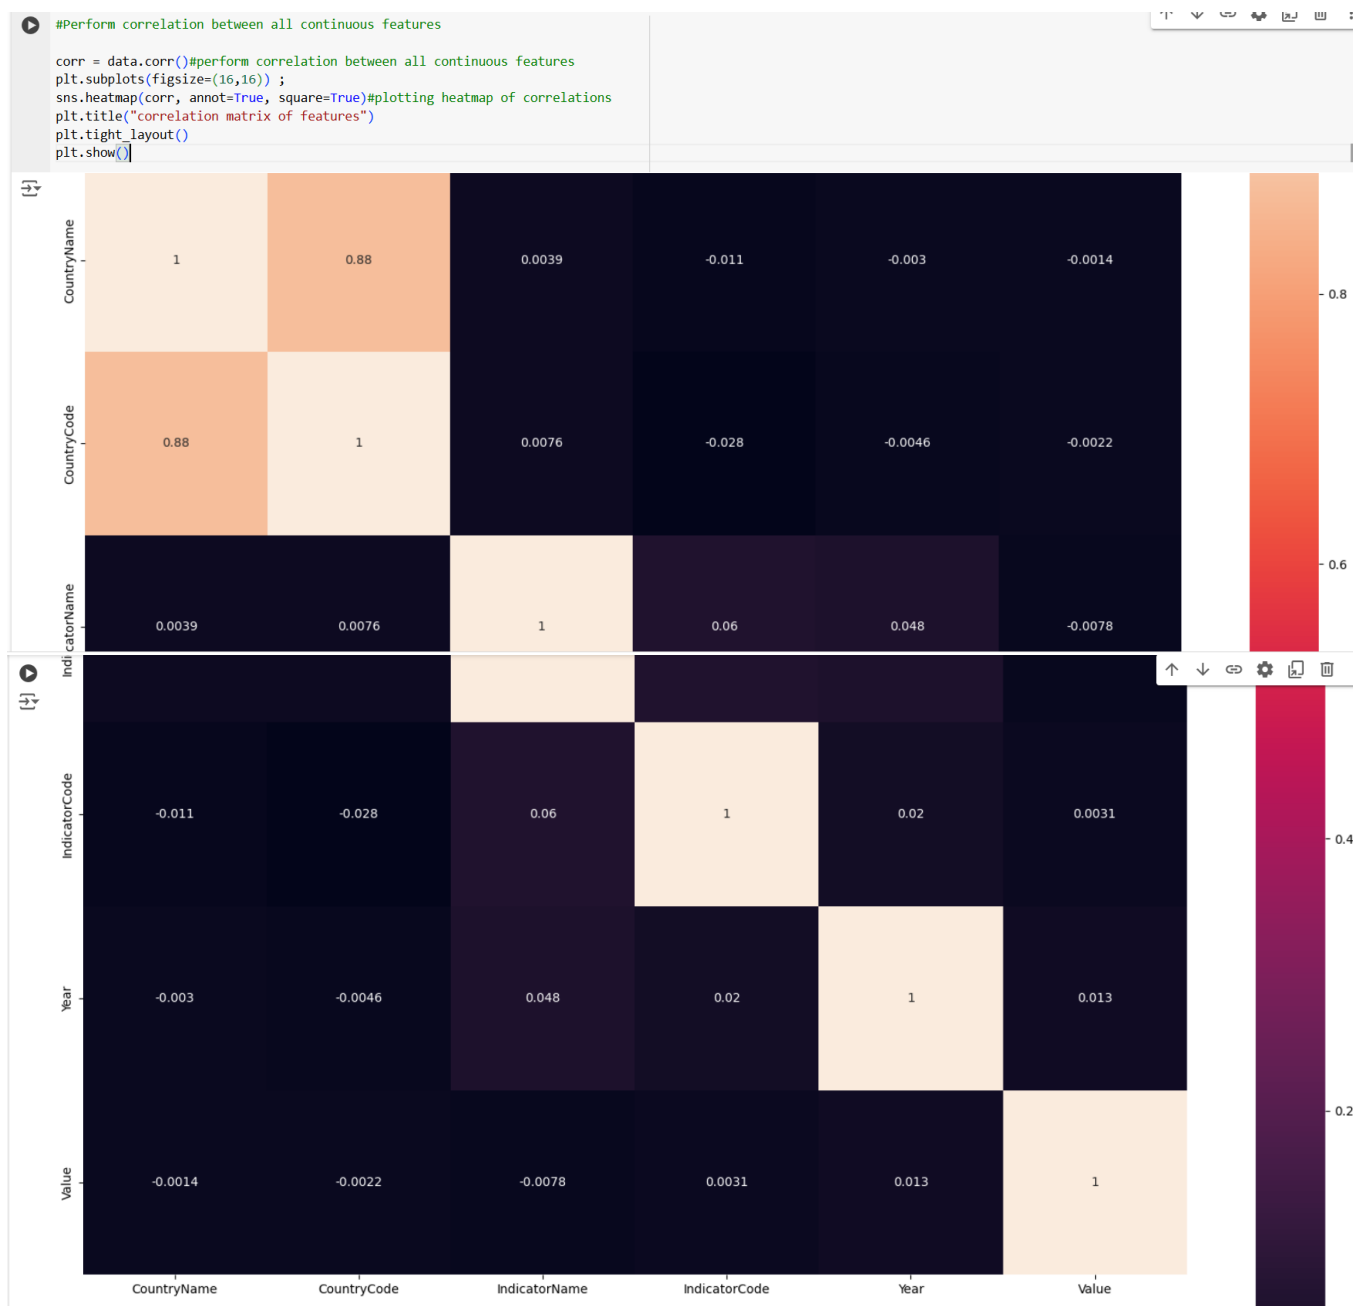 #Perform correlation between all continuous features
corr = data.corr()#perform correlation between all continuous features
plt.subplots(figsize=(16,16)) ;
sns.heatmap(corr, annot=True, square=True)#plotting heatmap of correlations
plt.title("correlation matrix of features")
plt.tight_layout()
plt.show()
CountryName
1 0.88 0.0039 -0.011 -0.003 -0.0014
0.8
CountryCode
0.88 1 0.0076 -0.028 -0.0046 -0.0022
0.6
IndicatorName
0.0039 0.0076 1 0.06 0.048 -0.0078
IndicatorCode
-0.011 -0.028 0.06 1 0.02 0.0031
0.4
Year
-0.003 -0.0046 0.048 0.02 1 0.013
0.2
Value
-0.0014 -0.0022 -0.0078 0.0031 0.013 1
CountryName CountryCode IndicatorName IndicatorCode Year Value